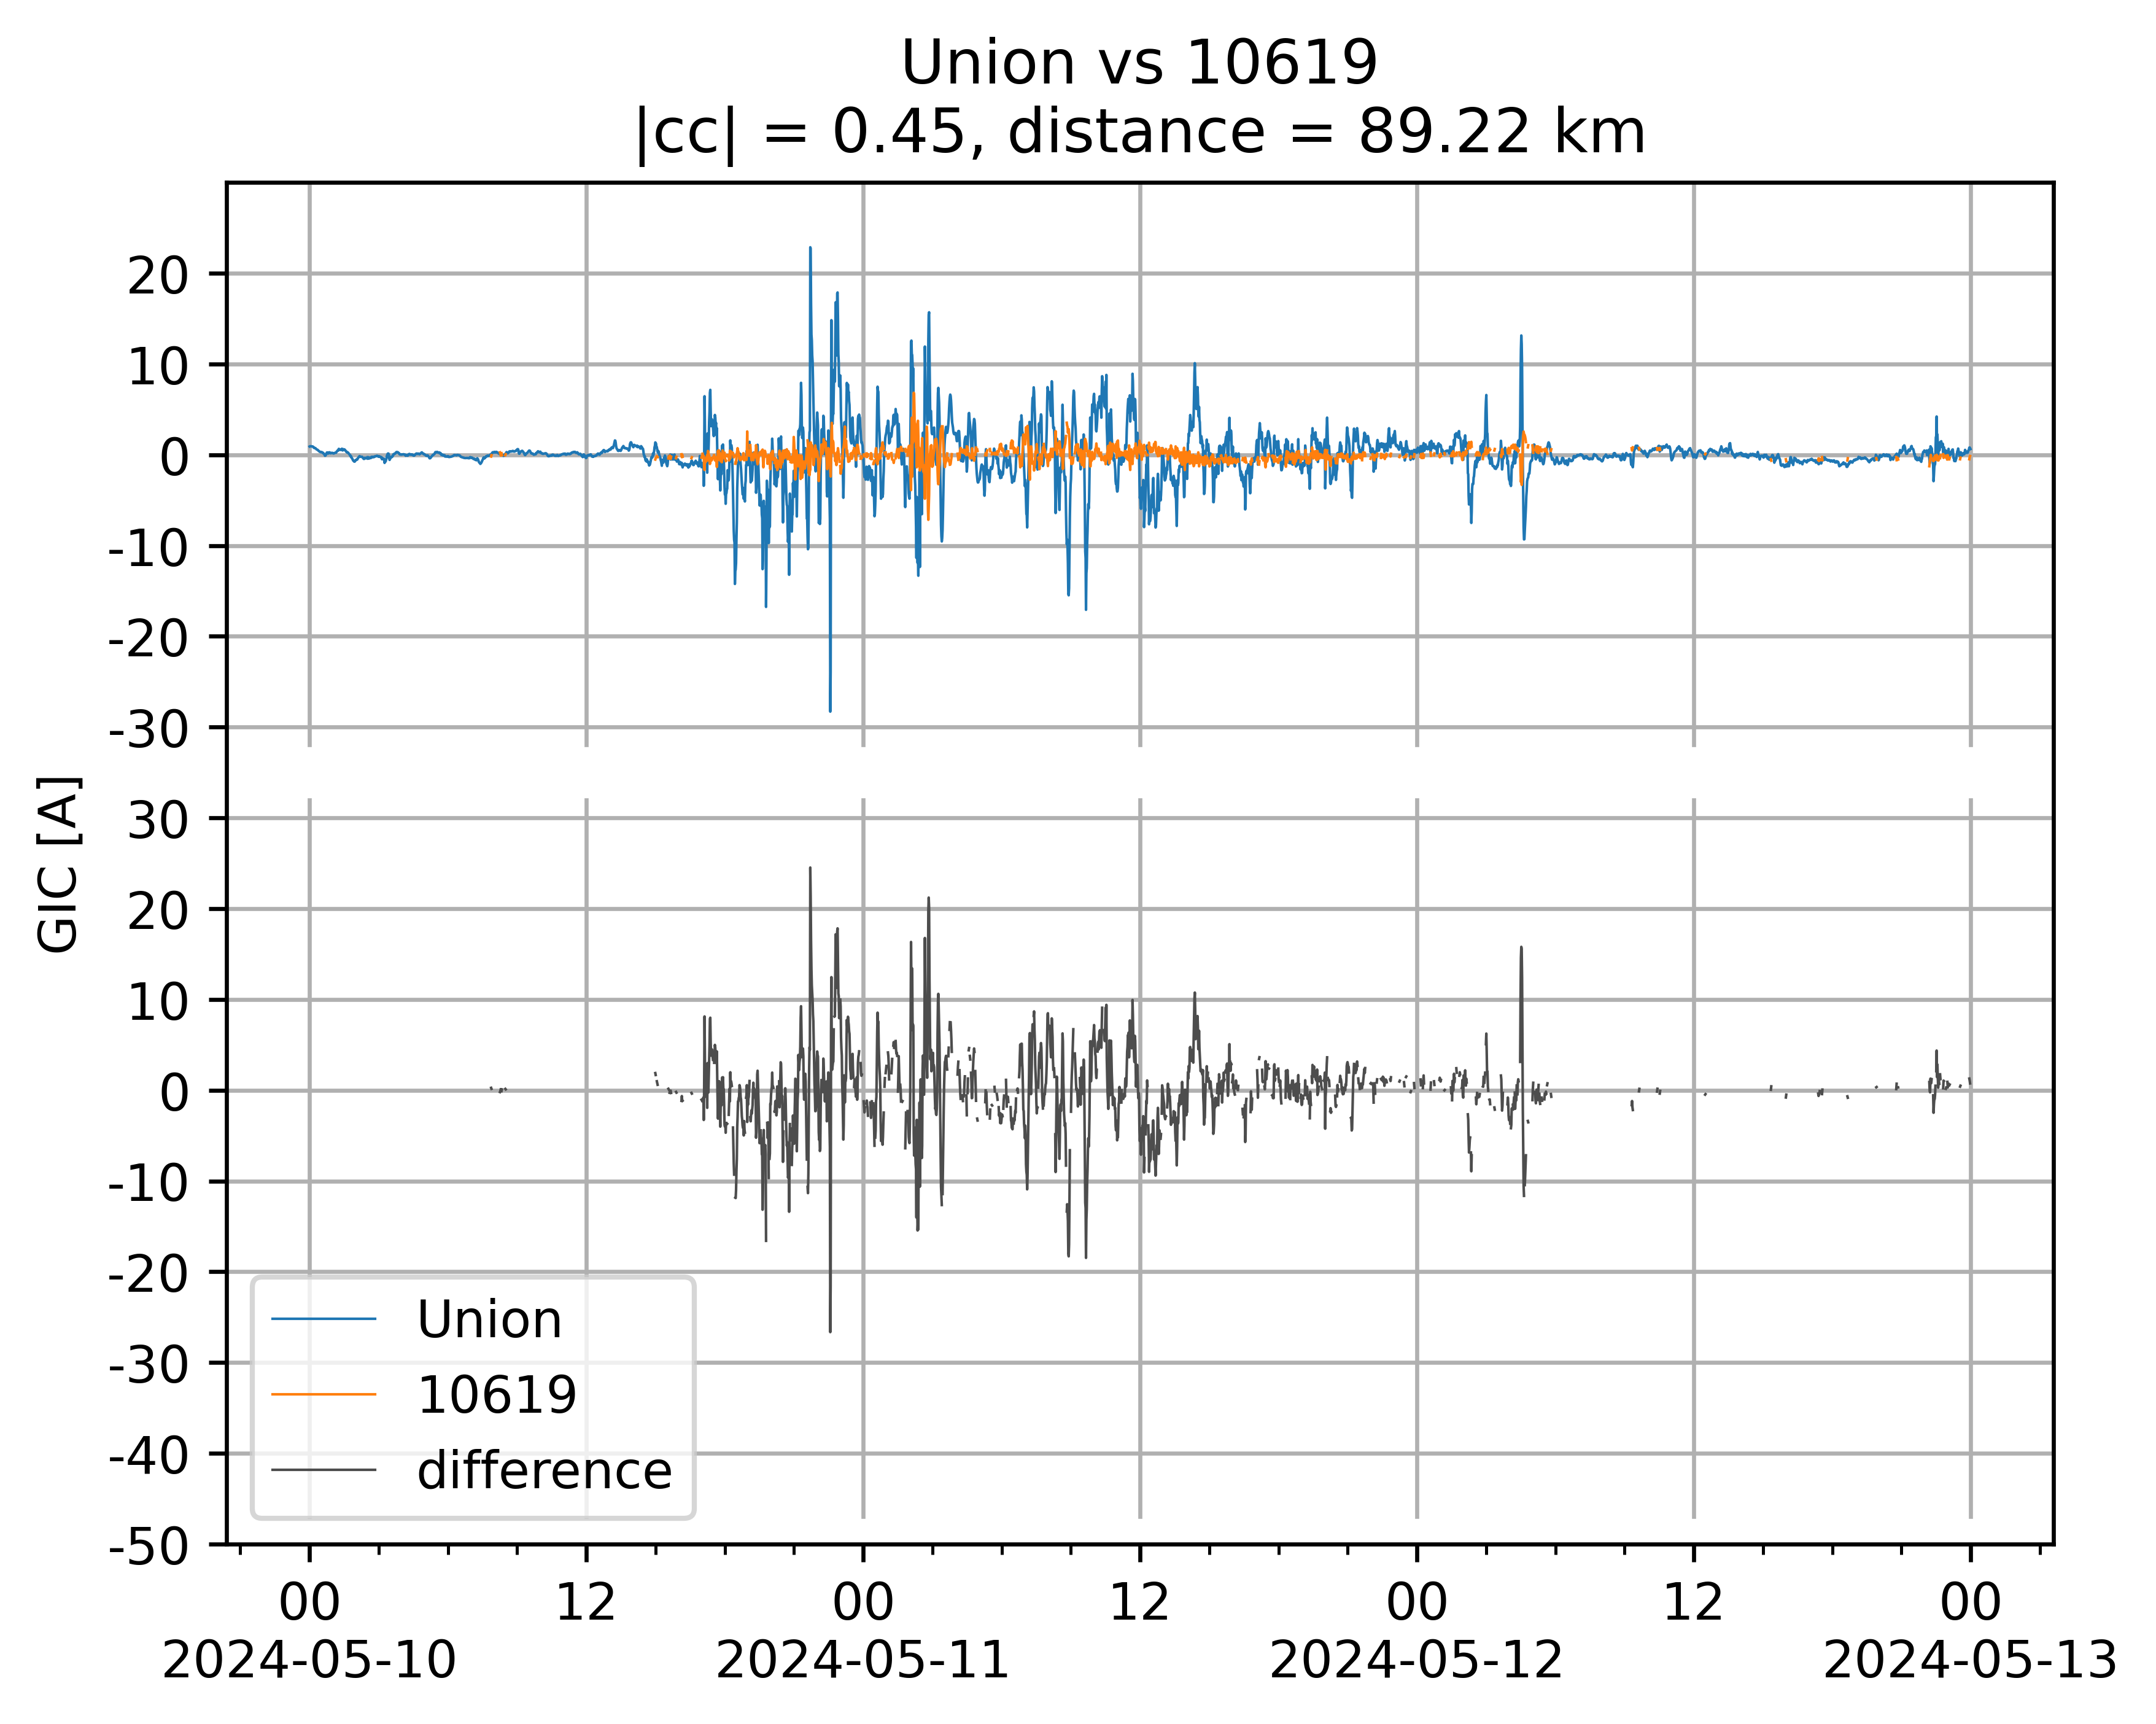 Union vs 10619
|cc| = 0.45, distance = 89.22 km
20
10
0
-10
-20
-30
30
20
10
0
-10
-20
-30
-40
-50
GIC [A]
Union
10619
difference
00 12 00 12 00 12 00
2024-05-10 2024-05-11 2024-05-12 2024-05-13